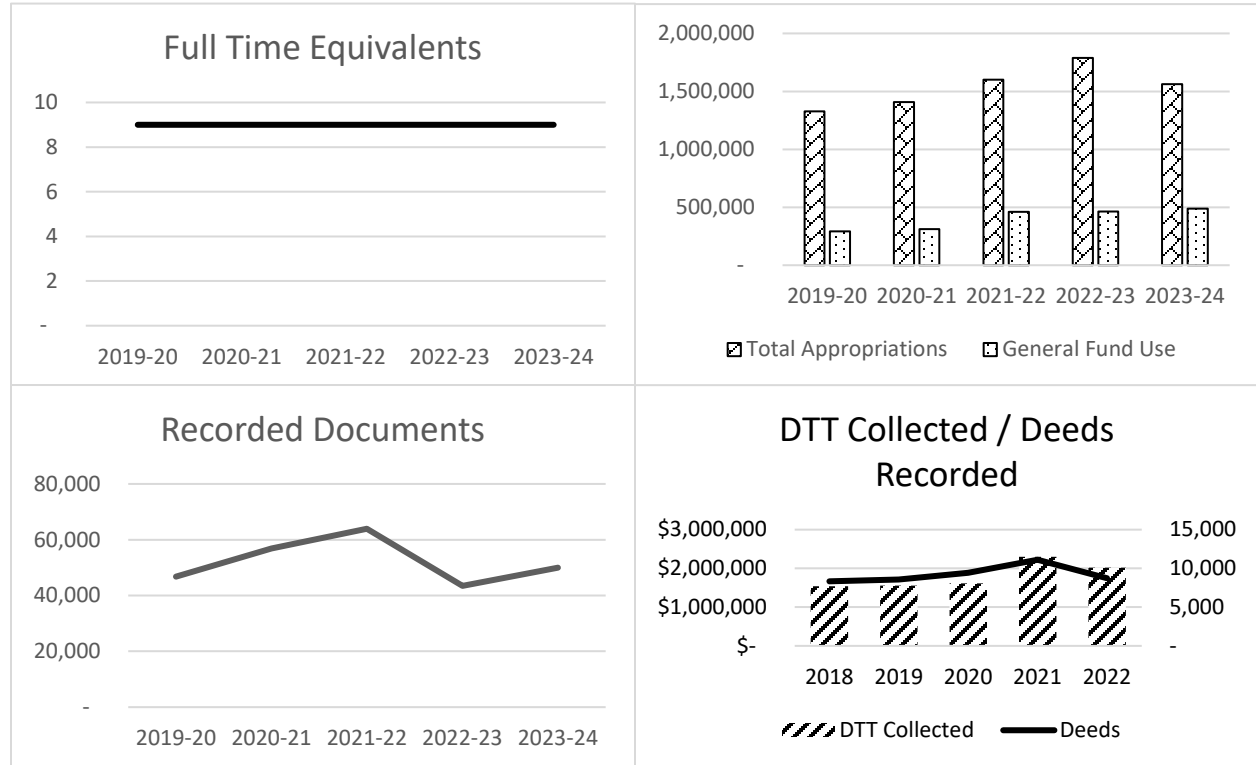 Full Time Equivalents
10
8
6
4
2
-
2019-20 2020-21 2021-22 2022-23 2023-24
2,000,000
1,500,000
1,000,000
500,000
-
2019-20 2020-21 2021-22 2022-23 2023-24
Total Appropriations General Fund Use
Recorded Documents
80,000
60,000
40,000
20,000
-
2019-20 2020-21 2021-22 2022-23 2023-24
DTT Collected / Deeds
Recorded
$3,000,000 15,000
$2,000,000 10,000
$1,000,000 5,000
$- -
2018 2019 2020 2021 2022
DTT Collected Deeds